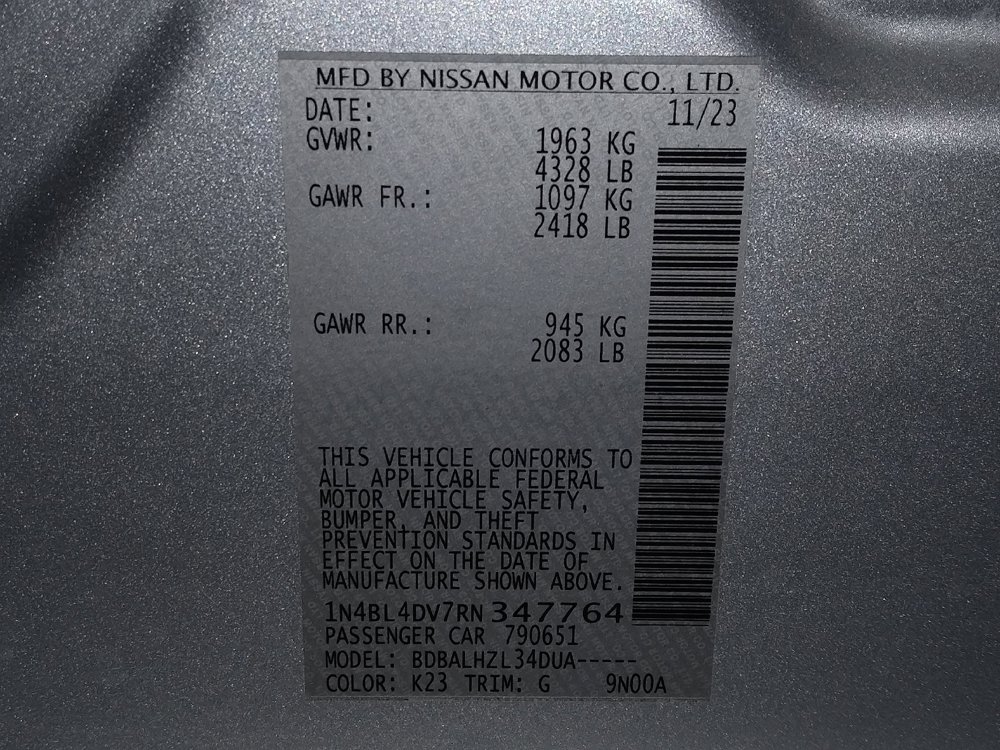 MFD BY NISSAN MOTOR CO., LTD.
DATE: 11/23
GVWR: 1963 KG
4328 LB
GAWR FR.: 1097 KG
2418 LB
GAWR RR.: 945 KG
2083 LB
THIS VEHICLE CONFORMS TO
ALL APPLICABLE FEDERAL
MOTOR VEHICLE SAFETY,
BUMPER, AND THEFT
PREVENTION STANDARDS IN
EFFECT ON THE DATE OF
MANUFACTURE SHOWN ABOVE.
1N4BL4DV7RN347764
PASSENGER CAR 790651
MODEL: BDBALHZL34DUA-----
COLOR: K23 TRIM: G 9N00A